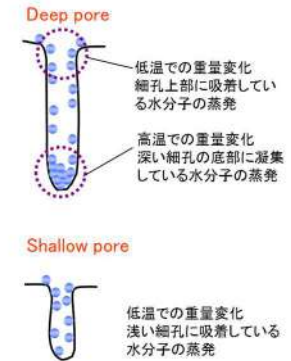 Deep pore
低温での重量変化
細孔上部に吸着してい
る水分子の蒸発
高温での重量変化
深い細孔の底部に凝集
している水分子の蒸発
Shallow pore
低温での重量変化
浅い細孔に吸着している
水分子の蒸発